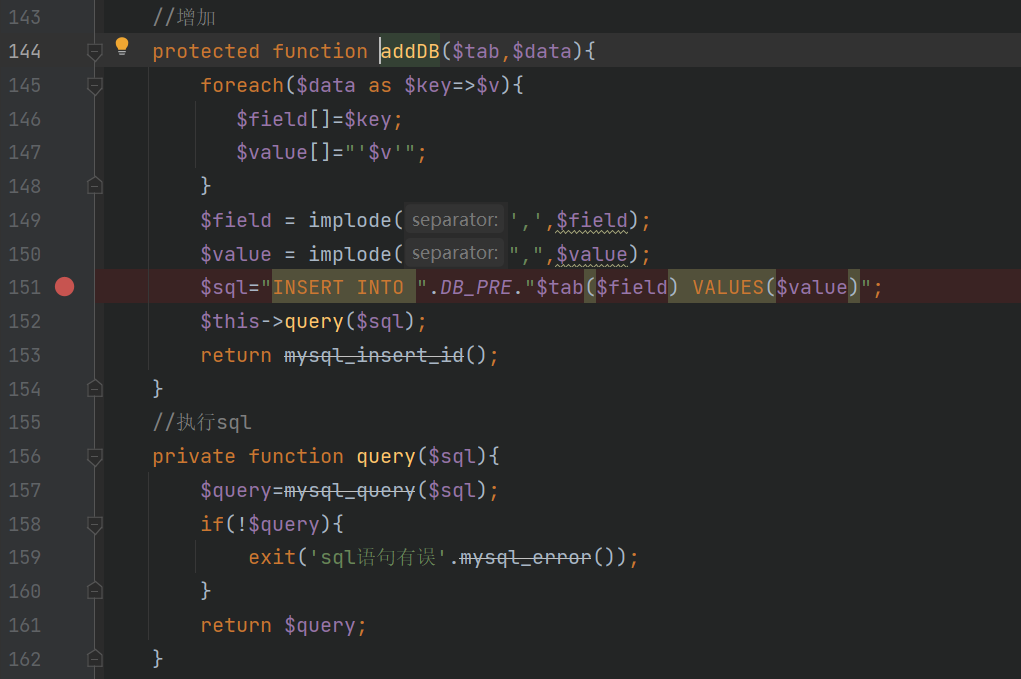 143 //增加
144 protected function addDB($tab,$data){
145 foreach($data as $key=>$v){
146 $field[]=$key;
147 $value[]="'$v'";
148 }
149 $field = implode( separator: ',',$field);
150 $value = implode( separator: ",",$value);
151 $sql="INSERT INTO ".DB_PRE."$tab($field) VALUES($value)";
152 $this->query($sql);
153 return mysql_insert_id();
154 }
155 //执行sql
156 private function query($sql){
157 $query=mysql_query($sql);
158 if(!$query){
159 exit('sql语句有误'.mysql_error());
160 }
161 return $query;
162 }